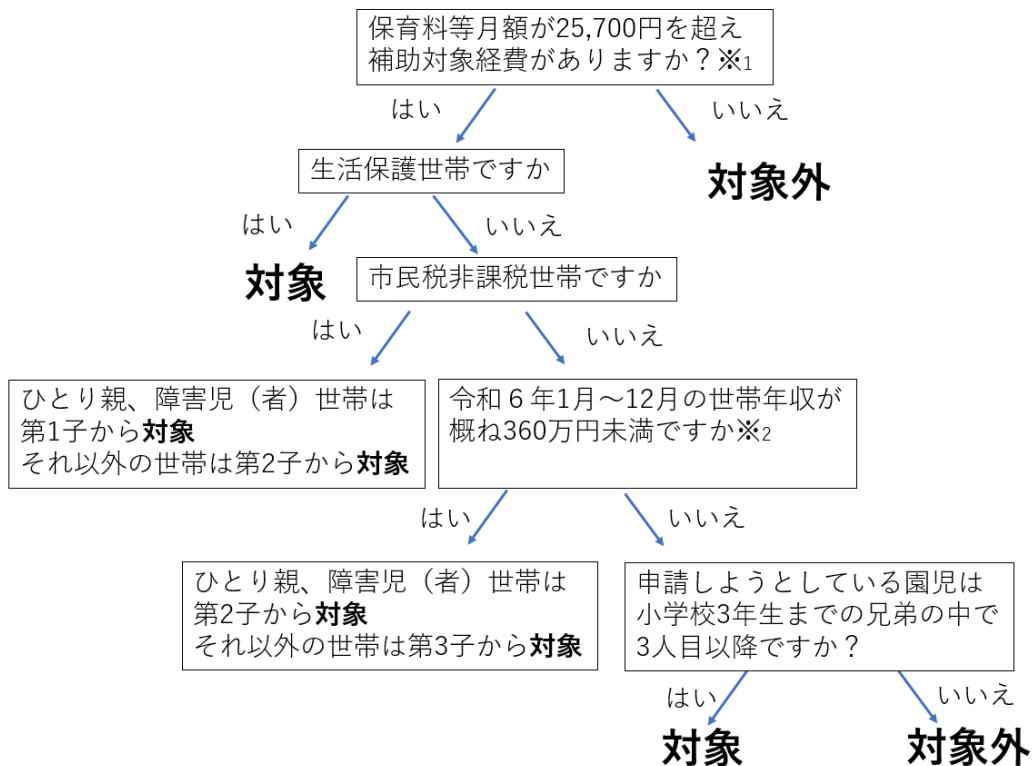 保育料等月額が25,700円を超え
補助対象経費がありますか？※1
はい
いいえ
生活保護世帯ですか
対象外
はい
いいえ
対象
市民税非課税世帯ですか
はい
いいえ
ひとり親、障害児（者）世帯は
第1子から対象
それ以外の世帯は第2子から対象
令和６年1月～12月の世帯年収が
概ね360万円未満ですか※2
はい
いいえ
ひとり親、障害児（者）世帯は
第2子から対象
それ以外の世帯は第3子から対象
申請しようとしている園児は
小学校3年生までの兄弟の中で
3人目以降ですか？
はい
いいえ
対象
対象外